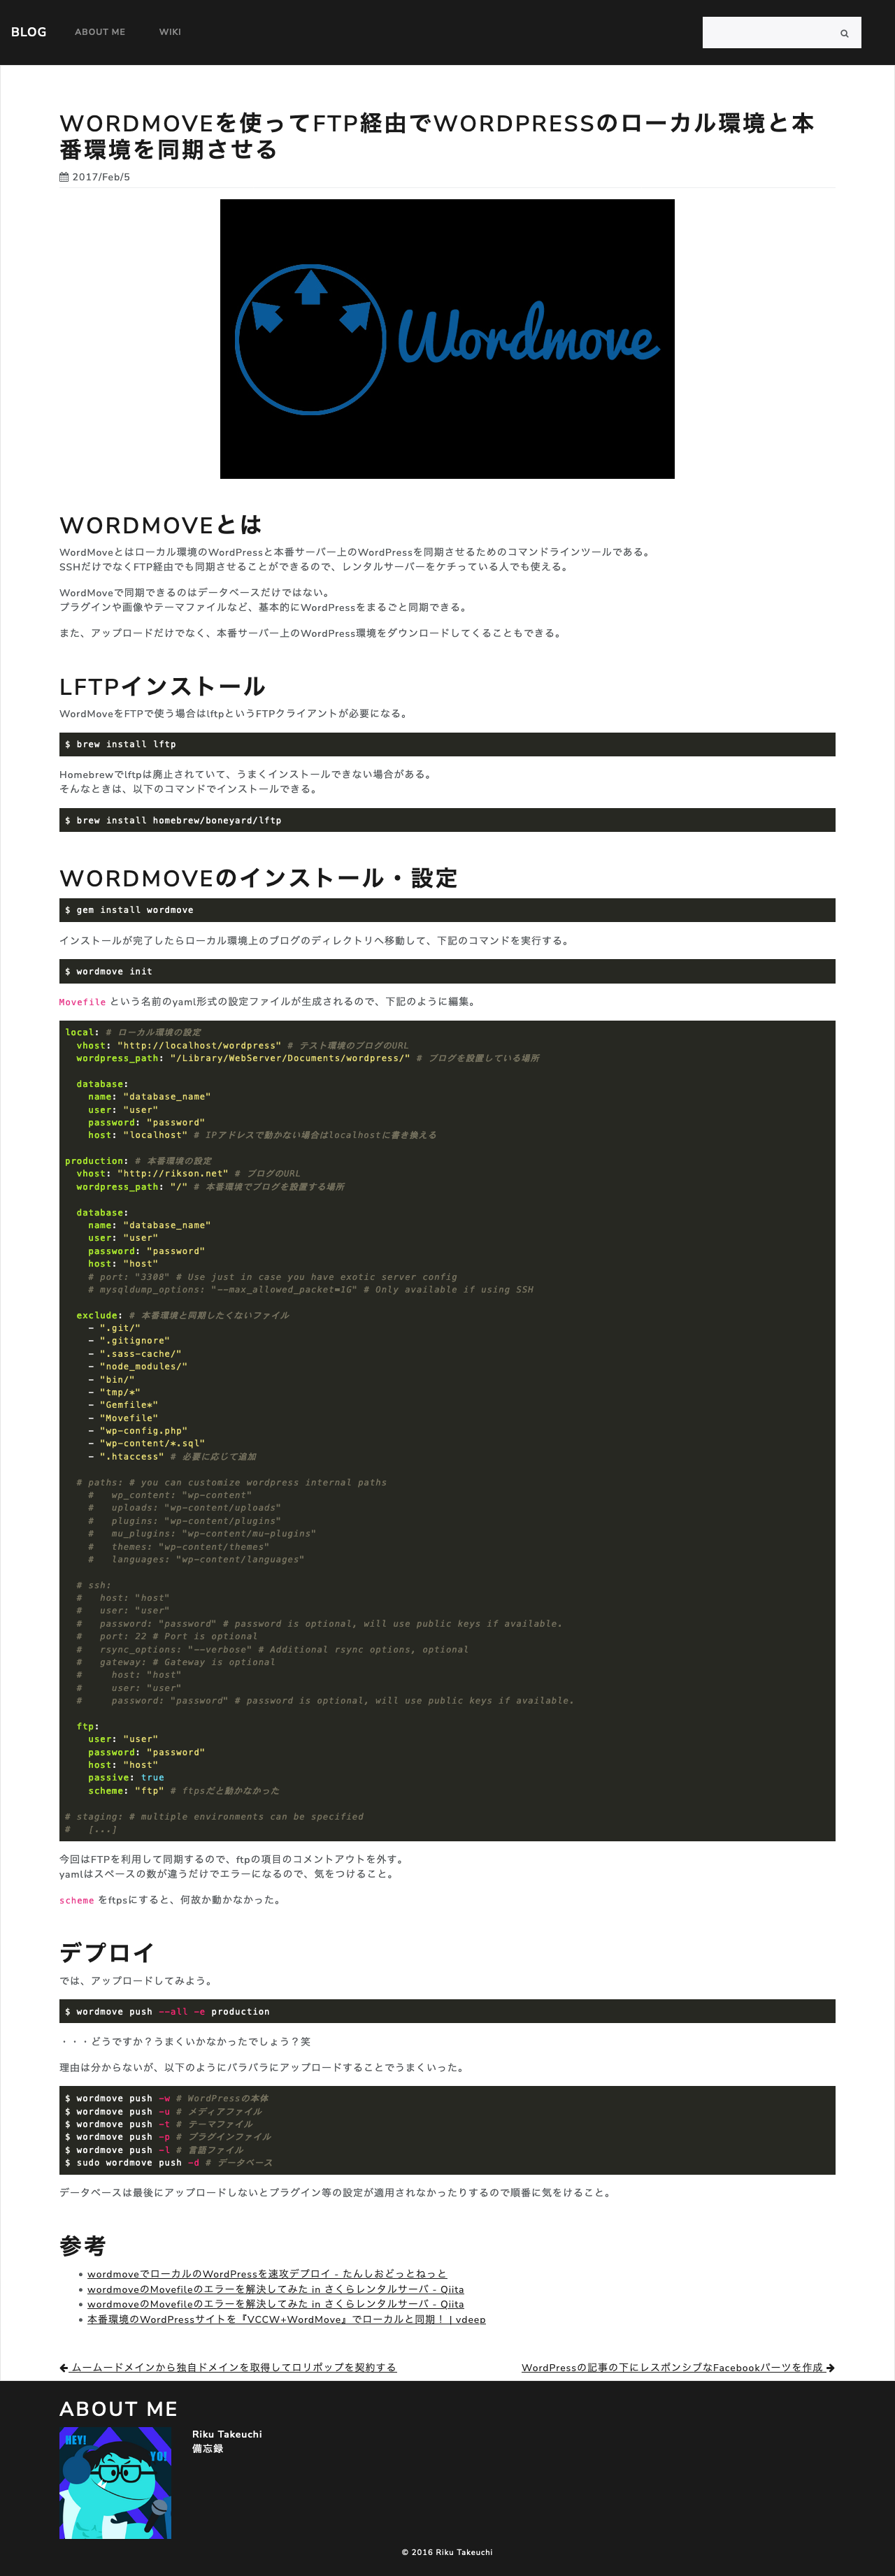 BLOG ABOUT ME WIKI
WORDMOVEを使ってFTP経由でWORDPRESSのローカル環境と本
番環境を同期させる
2017/Feb/5
Wordmove
WORDMOVEとは
WordMoveとはローカル環境のWordPressと本番サーバー上のWordPressを同期させるためのコマンドラインツールである。
SSHだけでなくFTP経由でも同期させることができるので、レンタルサーバーをケチっている人でも使える。
WordMoveで同期できるのはデータベースだけではない。
プラグインや画像やテーマファイルなど、基本的にWordPressをまるごと同期できる。
また、アップロードだけでなく、本番サーバー上のWordPress環境をダウンロードしてくることもできる。
LFTPインストール
WordMoveをFTPで使う場合はlftpというFTPクライアントが必要になる。
$ brew install lftp
Homebrewでlftpは廃止されていて、うまくインストールできない場合がある。
そんなときは、以下のコマンドでインストールできる。
$ brew install homebrew/boneyard/lftp
WORDMOVEのインストール・設定
$ gem install wordmove
インストールが完了したらローカル環境上のブログのディレクトリへ移動して、下記のコマンドを実行する。
$ wordmove init
Movefile という名前のyaml形式の設定ファイルが生成されるので、下記のように編集。
local: # ローカル環境の設定
  vhost: "http://localhost/wordpress" # テスト環境のブログのURL
  wordpress_path: "/Library/WebServer/Documents/wordpress/" # ブログを設置している場所
  database:
    name: "database_name"
    user: "user"
    password: "password"
    host: "localhost" # IPアドレスで動かない場合はlocalhostに書き換える
production: # 本番環境の設定
  vhost: "http://rikson.net" # ブログのURL
  wordpress_path: "/" # 本番環境でブログを設置する場所
  database:
    name: "database_name"
    user: "user"
    password: "password"
    host: "host"
    # port: "3308" # Use just in case you have exotic server config
    # mysqldump_options: "--max_allowed_packet=1G" # Only available if using SSH
  exclude: # 本番環境と同期したくないファイル
    - ".git/"
    - ".gitignore"
    - ".sass-cache/"
    - "node_modules/"
    - "bin/"
    - "tmp/*"
    - "Gemfile*"
    - "Movefile"
    - "wp-config.php"
    - "wp-content/*.sql"
    - ".htaccess" # 必要に応じて追加
  # paths: # you can customize wordpress internal paths
    #   wp_content: "wp-content"
    #   uploads: "wp-content/uploads"
    #   plugins: "wp-content/plugins"
    #   mu_plugins: "wp-content/mu-plugins"
    #   themes: "wp-content/themes"
    #   languages: "wp-content/languages"
  # ssh:
  #   host: "host"
  #   user: "user"
  #   password: "password" # password is optional, will use public keys if available.
  #   port: 22 # Port is optional
  #   rsync_options: "--verbose" # Additional rsync options, optional
  #   gateway: # Gateway is optional
  #     host: "host"
  #     user: "user"
  #     password: "password" # password is optional, will use public keys if available.
  ftp:
    user: "user"
    password: "password"
    host: "host"
    passive: true
    scheme: "ftp" # ftpsだと動かなかった
# staging: # multiple environments can be specified
#   [...]
今回はFTPを利用して同期するので、ftpの項目のコメントアウトを外す。
yamlはスペースの数が違うだけでエラーになるので、気をつけること。
scheme をftpsにすると、何故か動かなかった。
デプロイ
では、アップロードしてみよう。
$ wordmove push --all -e production
・・・どうですか？うまくいかなかったでしょう？笑
理由は分からないが、以下のようにバラバラにアップロードすることでうまくいった。
$ wordmove push -w # WordPressの本体
$ wordmove push -u # メディアファイル
$ wordmove push -t # テーマファイル
$ wordmove push -p # プラグインファイル
$ wordmove push -l # 言語ファイル
$ sudo wordmove push -d # データベース
データベースは最後にアップロードしないとプラグイン等の設定が適用されなかったりするので順番に気をけること。
参考
wordmoveでローカルのWordPressを速攻デプロイ - たんしおどっとねっと
wordmoveのMovefileのエラーを解決してみた in さくらレンタルサーバ - Qiita
wordmoveのMovefileのエラーを解決してみた in さくらレンタルサーバ - Qiita
本番環境のWordPressサイトを『VCCW+WordMove』でローカルと同期！ | vdeep
ムームードメインから独自ドメインを取得してロリポップを契約する WordPressの記事の下にレスポンシブなFacebookパーツを作成
ABOUT ME
HEY!
YO!
Riku Takeuchi
備忘録
© 2016 Riku Takeuchi